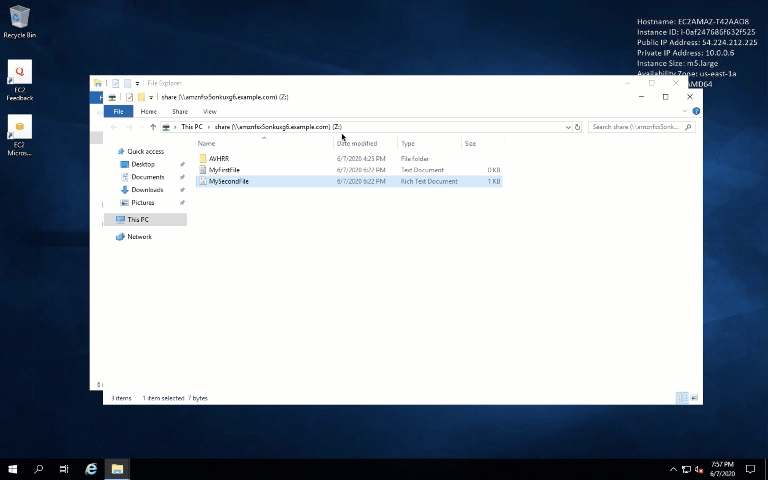 Recycle Bin
EC2
Feedback
EC2
Micros...
Hostname: EC2AMAZ-T42AAO8
Instance ID: i-0af247686f632f525
Public IP Address: 54.224.212.225
Private IP Address: 10.0.0.6
Instance Size: m5.large
Availability Zone: us-east-1a
AMD64
File Explorer
share (\\amznfsx5onkuxg6.example.com) (Z:)
File
Home
Share
View
This PC
share (\\amznfsx5onkuxg6.example.com) (Z:)
Search share (\\amznfsx5onk...
Quick access
Desktop
Documents
Downloads
Pictures
This PC
Network
Name Date modified Type Size
AVHRR 6/7/2020 4:25 PM File folder
MyFirstFile 6/7/2020 6:22 PM Text Document 0 KB
MySecondFile 6/7/2020 6:22 PM Rich Text Document 1 KB
3 items 1 item selected 7 bytes
7:57 PM
6/7/2020